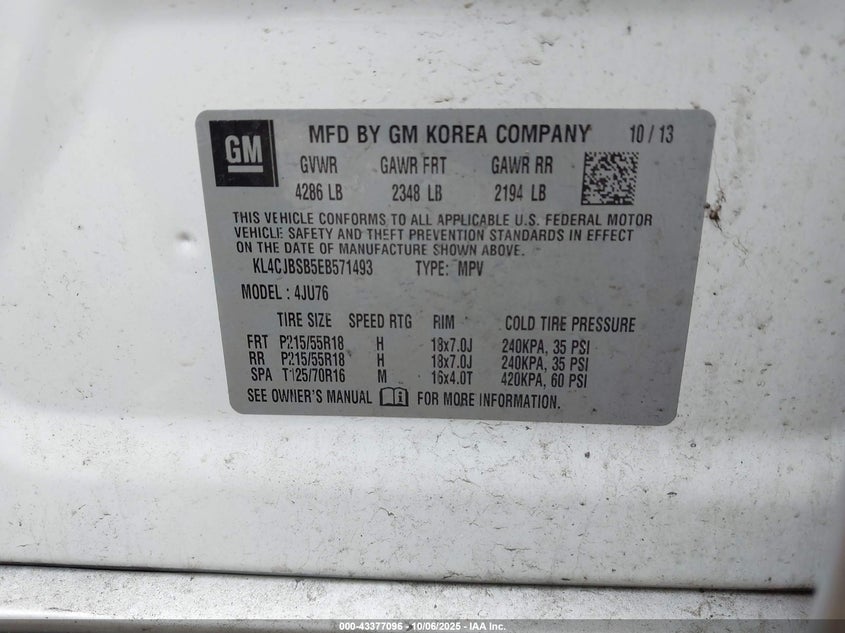 GM
MFD BY GM KOREA COMPANY 10/13
GVWR GAWR FRT GAWR RR
4286 LB 2348 LB 2194 LB
THIS VEHICLE CONFORMS TO ALL APPLICABLE U.S. FEDERAL MOTOR
VEHICLE SAFETY AND THEFT PREVENTION STANDARDS IN EFFECT
ON THE DATE OF MANUFACTURE SHOWN ABOVE.
KL4CJBSB5EB571493 TYPE: MPV
MODEL : 4JU76
TIRE SIZE SPEED RTG RIM COLD TIRE PRESSURE
FRT P215/55R18 H 18x7.0J 240KPA, 35 PSI
RR P215/55R18 H 18x7.0J 240KPA, 35 PSI
SPA T125/70R16 M 16x4.0T 420KPA, 60 PSI
SEE OWNER'S MANUAL FOR MORE INFORMATION.
000-43377096 - 10/06/2025 - IAA Inc.